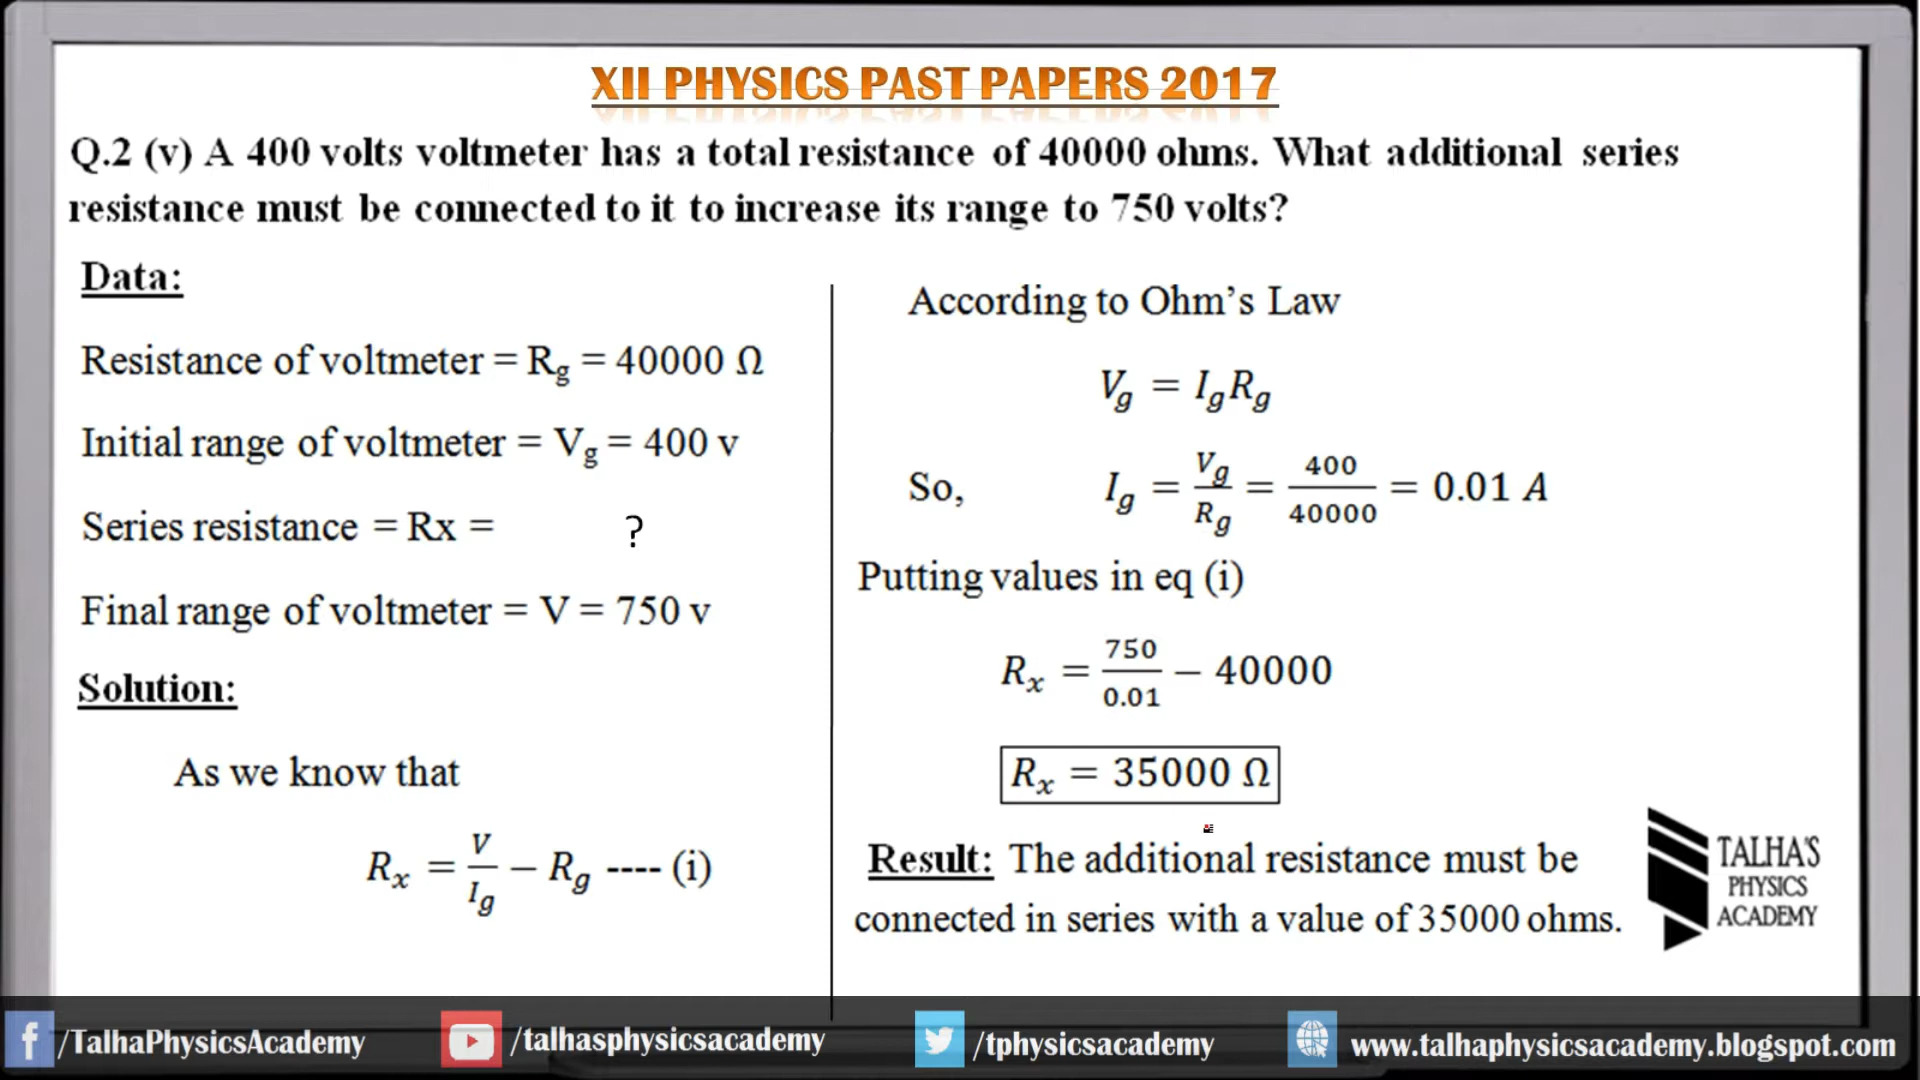 XII PHYSICS PAST PAPERS 2017
Q.2 (v) A 400 volts voltmeter has a total resistance of 40000 ohms. What additional series
resistance must be connected to it to increase its range to 750 volts?
Data:
Resistance of voltmeter = Rg = 40000 Ω
Initial range of voltmeter = Vg = 400 v
Series resistance = Rx = ?
Final range of voltmeter = V = 750 v
Solution:
As we know that
Rx = V/Ig − Rg ---- (i)
According to Ohm's Law
Vg = IgRg
So, Ig = Vg/Rg = 400/40000 = 0.01 A
Putting values in eq (i)
Rx = 750/0.01 − 40000
Rx = 35000 Ω
Result: The additional resistance must be
connected in series with a value of 35000 ohms.
TALHA'S
PHYSICS
ACADEMY
/TalhaPhysicsAcademy
/talhasphysicsacademy
/tphysicsacademy
www.talhaphysicsacademy.blogspot.com